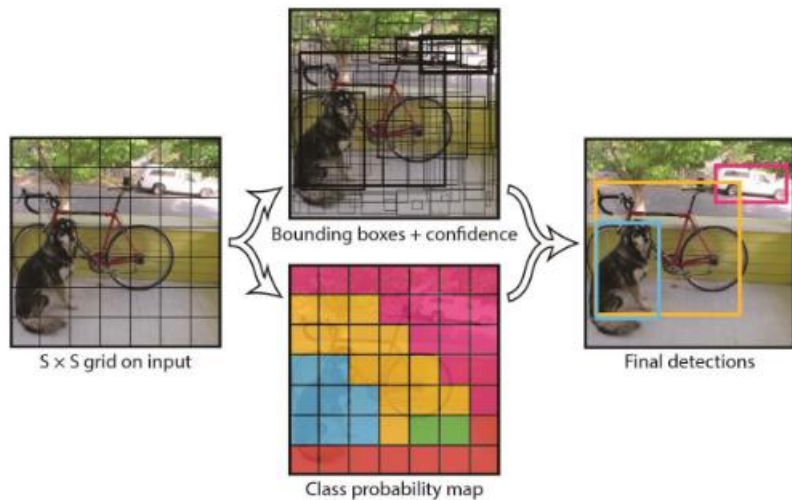 S × S grid on input
Bounding boxes + confidence
Class probability map
Final detections